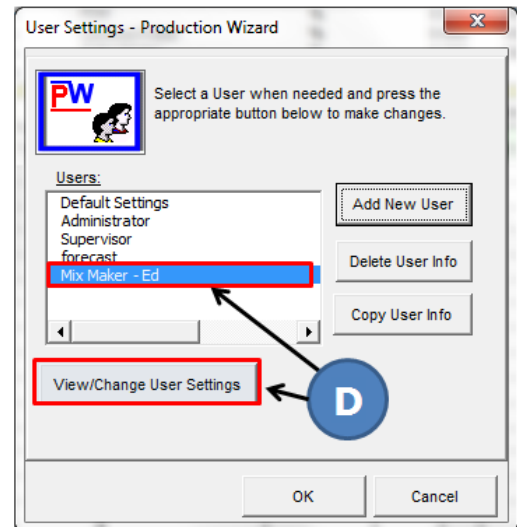 User Settings - Production Wizard
x
PW
Select a User when needed and press the
appropriate button below to make changes.
Users:
Default Settings
Administrator
Supervisor
forecast
Mix Maker - Ed
Add New User
Delete User Info
Copy User Info
View/Change User Settings
D
OK
Cancel